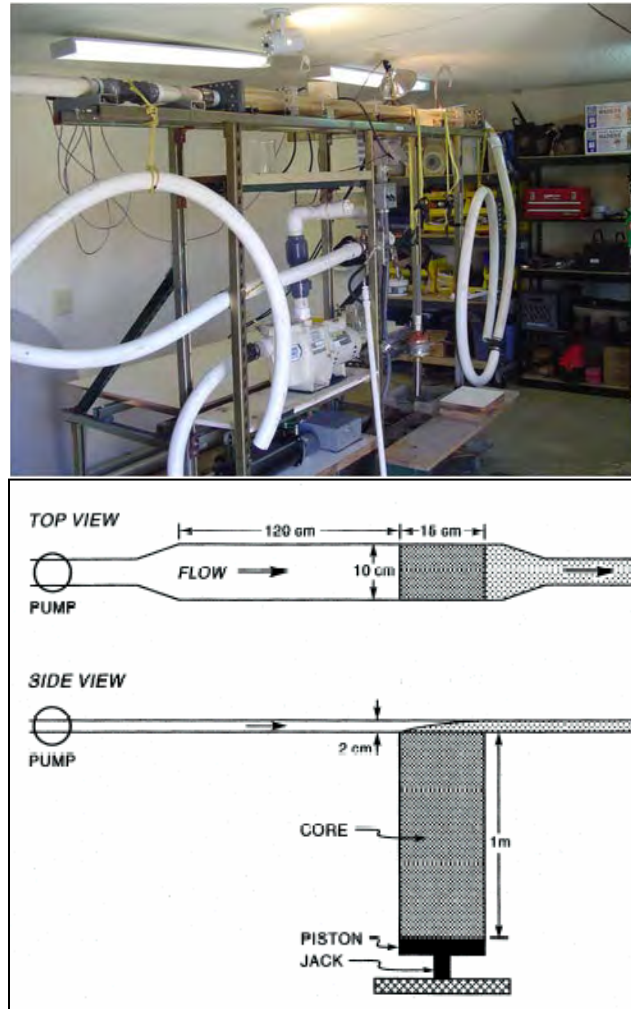 TOP VIEW
120 cm
15 cm
FLOW
10 cm
PUMP
SIDE VIEW
PUMP
2 cm
CORE
1m
PISTON
JACK